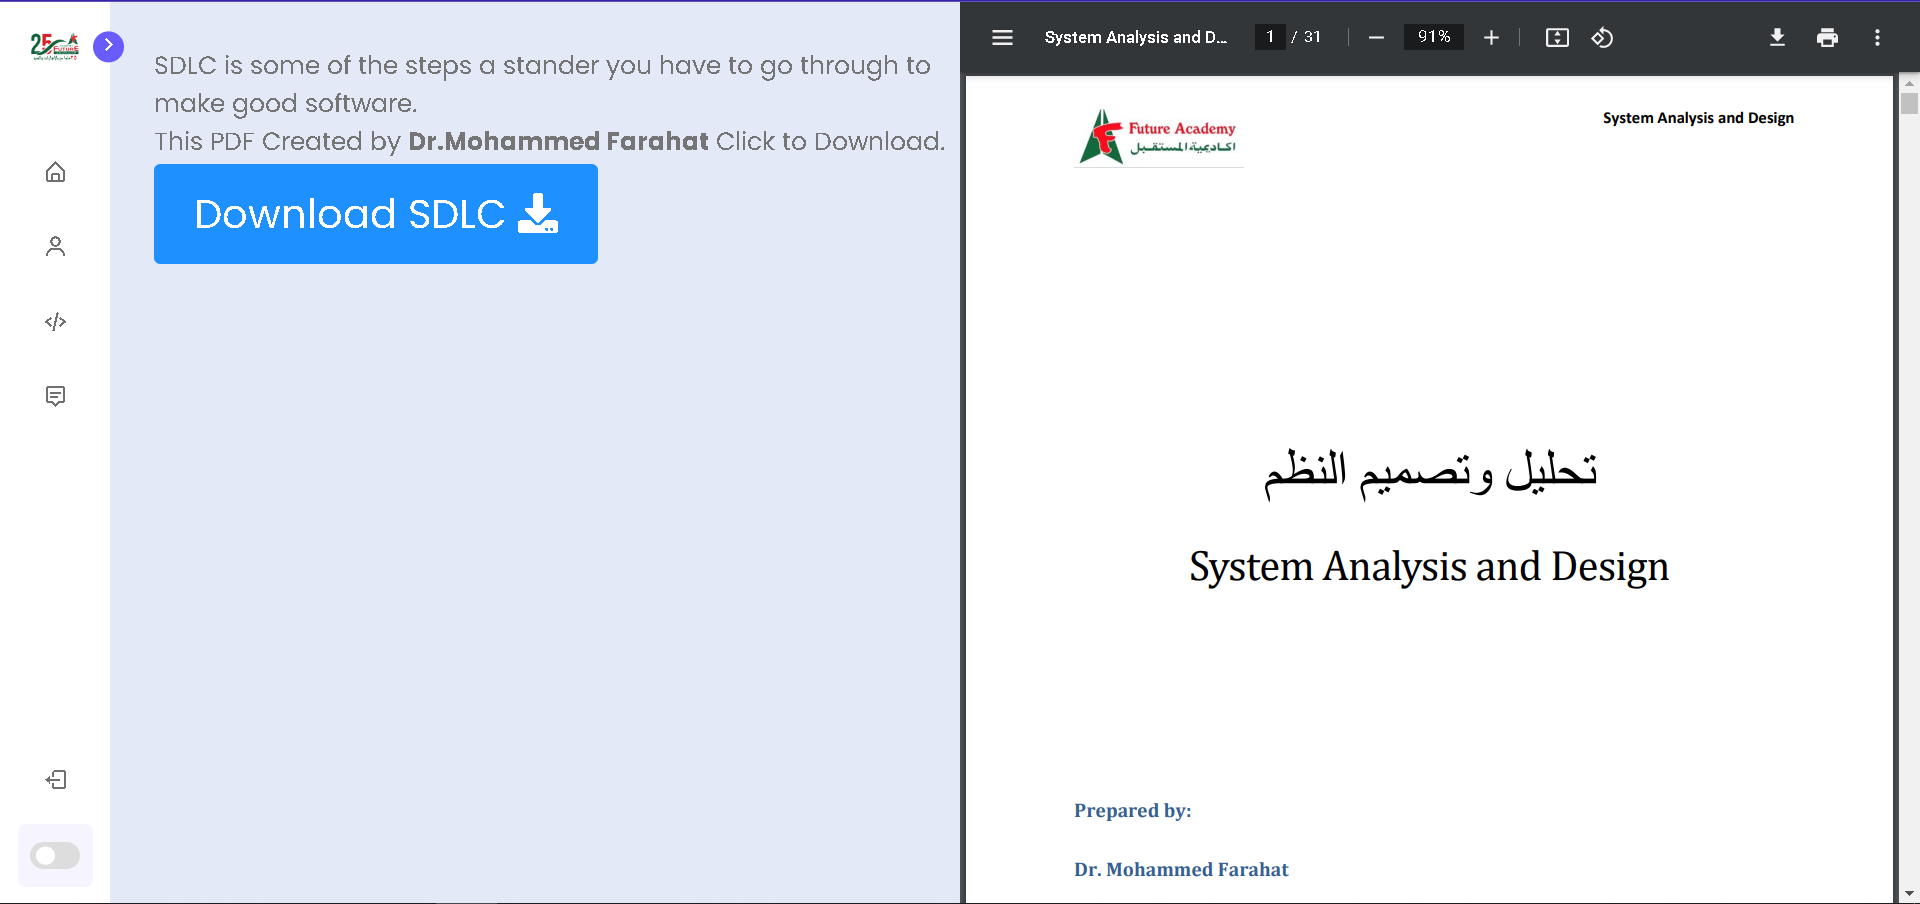 SDLC is some of the steps a stander you have to go through to
make good software.
This PDF Created by Dr.Mohammed Farahat Click to Download.
Download SDLC
System Analysis and D...
1 / 31
91%
Future Academy
اكاديمية المستقبل
System Analysis and Design
تحليل وتصميم النظم
System Analysis and Design
Prepared by:
Dr. Mohammed Farahat